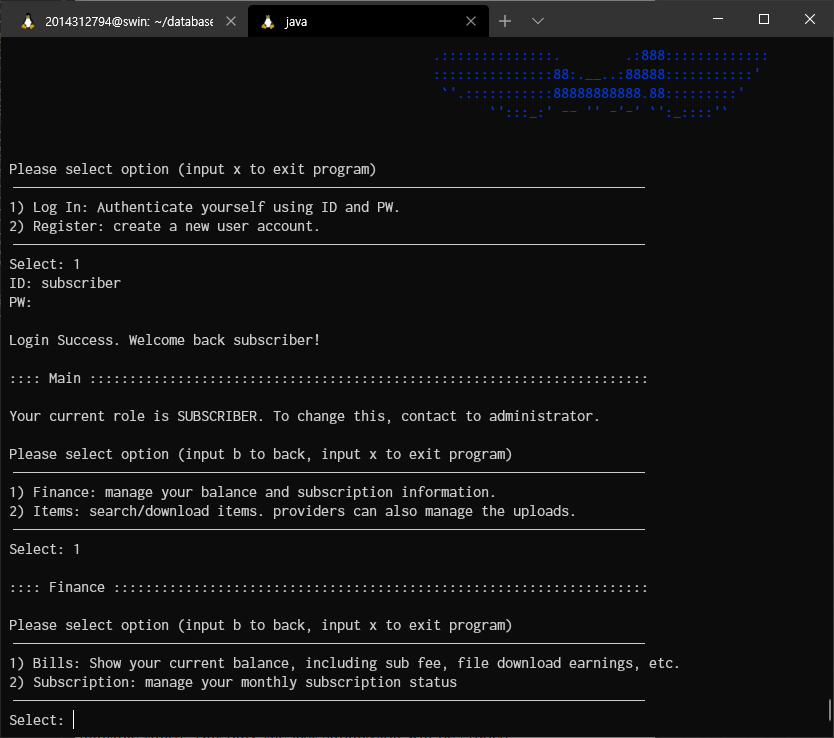 2014312794@swin: ~/database
java
.::::::::::::::.        .:888:::::::::::::
:::::::::::::::88:.__..:88888:::::::::::'
`'.:::::::::::88888888888.88:::::::::'
`':::_:' -- '' -'-' `':_::::'`
Please select option (input x to exit program)
1) Log In: Authenticate yourself using ID and PW.
2) Register: create a new user account.
Select: 1
ID: subscriber
PW:
Login Success. Welcome back subscriber!
:::: Main ::::::::::::::::::::::::::::::::::::::::::::::::::::::::::::::::::::::
Your current role is SUBSCRIBER. To change this, contact to administrator.
Please select option (input b to back, input x to exit program)
1) Finance: manage your balance and subscription information.
2) Items: search/download items. providers can also manage the uploads.
Select: 1
:::: Finance :::::::::::::::::::::::::::::::::::::::::::::::::::::::::::::::::::
Please select option (input b to back, input x to exit program)
1) Bills: Show your current balance, including sub fee, file download earnings, etc.
2) Subscription: manage your monthly subscription status
Select: